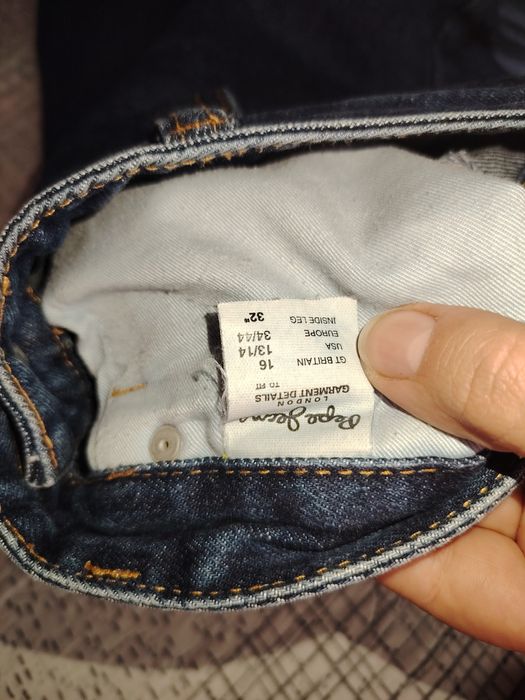 Pepe Jeans
LONDON
GARMENT DETAILS
TO FIT
GT BRITAIN 16
USA 13/14
EUROPE 34/44
INSIDE LEG 32"